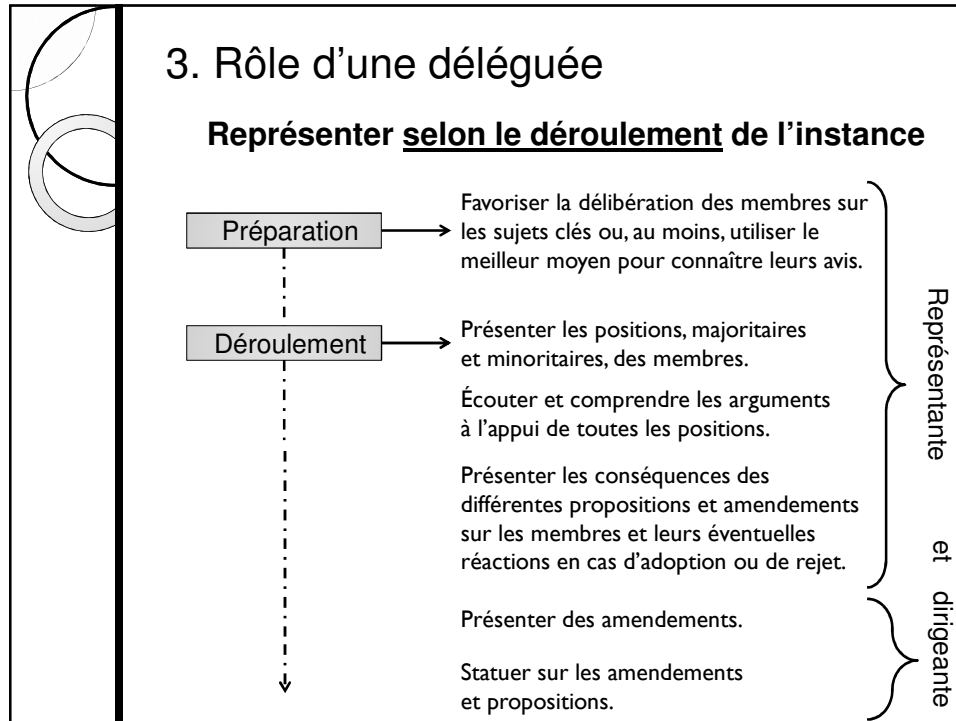 3. Rôle d'une déléguée
Représenter selon le déroulement de l'instance
Préparation
Favoriser la délibération des membres sur
les sujets clés ou, au moins, utiliser le
meilleur moyen pour connaître leurs avis.
Déroulement
Présenter les positions, majoritaires
et minoritaires, des membres.
Écouter et comprendre les arguments
à l'appui de toutes les positions.
Présenter les conséquences des
différentes propositions et amendements
sur les membres et leurs éventuelles
réactions en cas d'adoption ou de rejet.
Présenter des amendements.
Statuer sur les amendements
et propositions.
Représentante et dirigeante